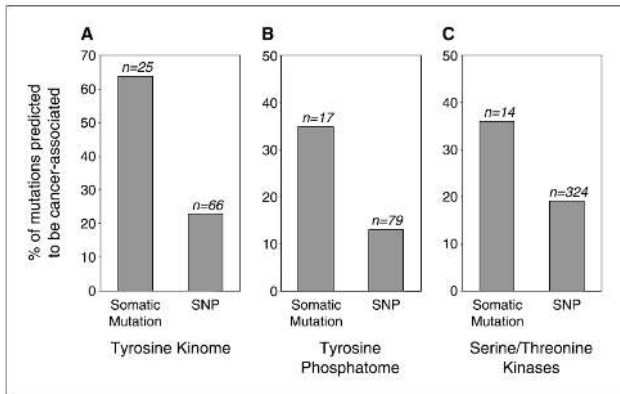 A
B
C
% of mutations predicted
to be cancer-associated
70
60
50
40
30
20
10
0
n=25
n=66
Somatic
Mutation
SNP
Tyrosine Kinome
50
40
30
20
10
0
n=17
n=79
Somatic
Mutation
SNP
Tyrosine
Phosphatome
50
40
30
20
10
0
n=14
n=324
Somatic
Mutation
SNP
Serine/Threonine
Kinases